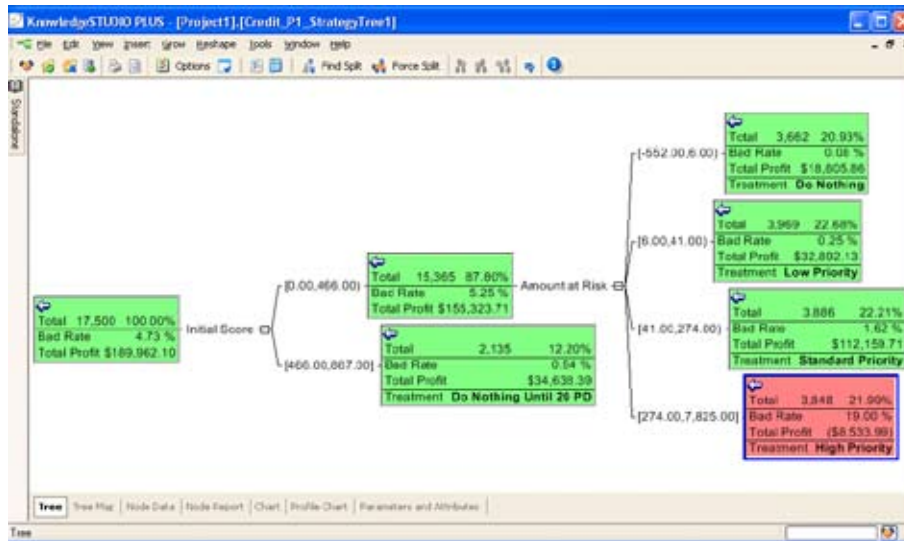 KnowledgeSTUDIO PLUS - [Project1].[Credit_P1_StrategyTree1]
File Edit View Insert Grow Reshape Tools Window Help
Options Find Split Force Split
Standalone
Total 17,500 100.00%
Bad Rate 4.73 %
Total Profit $189,962.10
Initial Score
[0.00,466.00)
Total 15,365 87.80%
Bad Rate 5.25 %
Total Profit $155,323.71
[466.00,867.00]
Total 2,135 12.20%
Bad Rate
Total Profit $34,638.39
Treatment Do Nothing Until 20 PD
Amount at Risk
[-552.00,6.00)
Total 3,662 20.93%
Bad Rate 0.08 %
Total Profit $18,805.86
Treatment Do Nothing
[6.00,41.00)
Total 3,969 22.68%
Bad Rate 0.25 %
Total Profit $32,802.13
Treatment Low Priority
[41.00,274.00)
Total 3,886 22.21%
Bad Rate 1.62 %
Total Profit $112,159.71
Treatment Standard Priority
[274.00,7,825.00]
Total 3,848 21.99%
Bad Rate 19.00 %
Total Profit ($8,533.99)
Treatment High Priority
Tree Tree Map Node Data Node Report Chart Profile Chart Parameters and Attributes
Tree